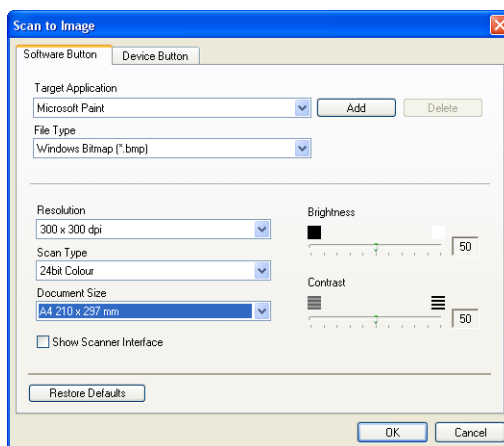 Scan to Image
Software Button Device Button
Target Application
Microsoft Paint Add Delete
File Type
Windows Bitmap (*.bmp)
Resolution
300 x 300 dpi
Brightness
50
Scan Type
24bit Colour
Document Size
A4 210 x 297 mm
Contrast
50
Show Scanner Interface
Restore Defaults
OK Cancel